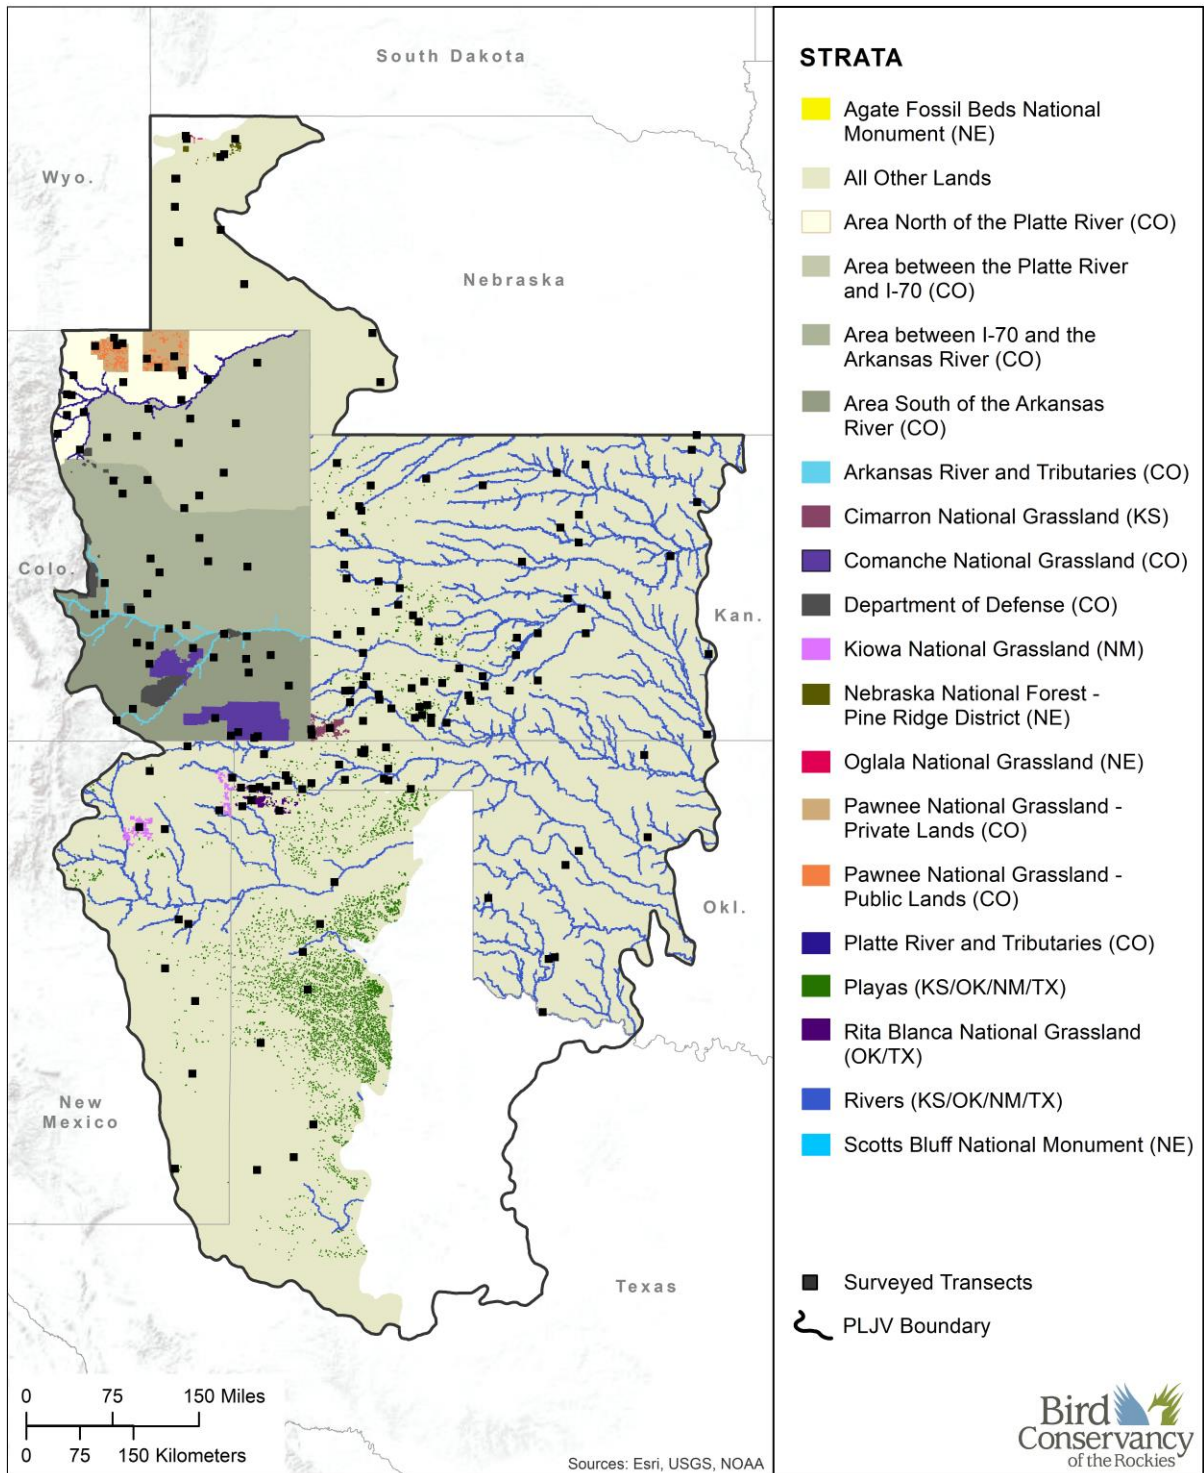 South Dakota
Wyo.
Nebraska
Colo.
Kan.
Okl.
New
Mexico
Texas
0 75 150 Miles
0 75 150 Kilometers
Sources: Esri, USGS, NOAA
STRATA
Agate Fossil Beds National
Monument (NE)
All Other Lands
Area North of the Platte River (CO)
Area between the Platte River
and I-70 (CO)
Area between I-70 and the
Arkansas River (CO)
Area South of the Arkansas
River (CO)
Arkansas River and Tributaries (CO)
Cimarron National Grassland (KS)
Comanche National Grassland (CO)
Department of Defense (CO)
Kiowa National Grassland (NM)
Nebraska National Forest -
Pine Ridge District (NE)
Oglala National Grassland (NE)
Pawnee National Grassland -
Private Lands (CO)
Pawnee National Grassland -
Public Lands (CO)
Platte River and Tributaries (CO)
Playas (KS/OK/NM/TX)
Rita Blanca National Grassland
(OK/TX)
Rivers (KS/OK/NM/TX)
Scotts Bluff National Monument (NE)
Surveyed Transects
PLJV Boundary
Bird
Conservancy
of the Rockies